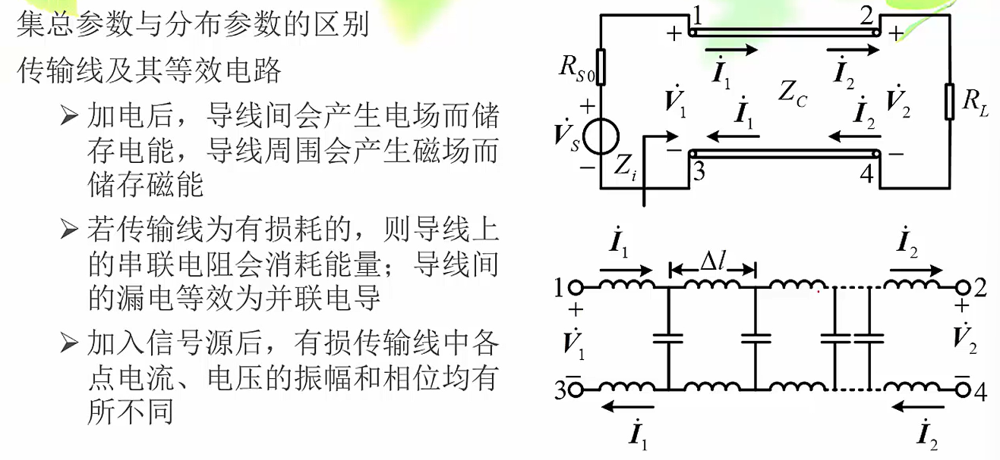 集总参数与分布参数的区别
传输线及其等效电路
➢ 加电后，导线间会产生电场而储
存电能，导线周围会产生磁场而
储存磁能
➢ 若传输线为有损耗的，则导线上
的串联电阻会消耗能量；导线间
的漏电等效为并联电导
➢ 加入信号源后，有损传输线中各
点电流、电压的振幅和相位均有
所不同
1 2
+ +
R_{S0} İ_1 İ_2
V̇_1 Z_C V̇_2 R_L
+ İ_1 İ_2
V̇_S
− Z_i − −
3 4
İ_1 İ_2
Δl
1 2
+ +
V̇_1 V̇_2
− −
3 4
İ_1 İ_2